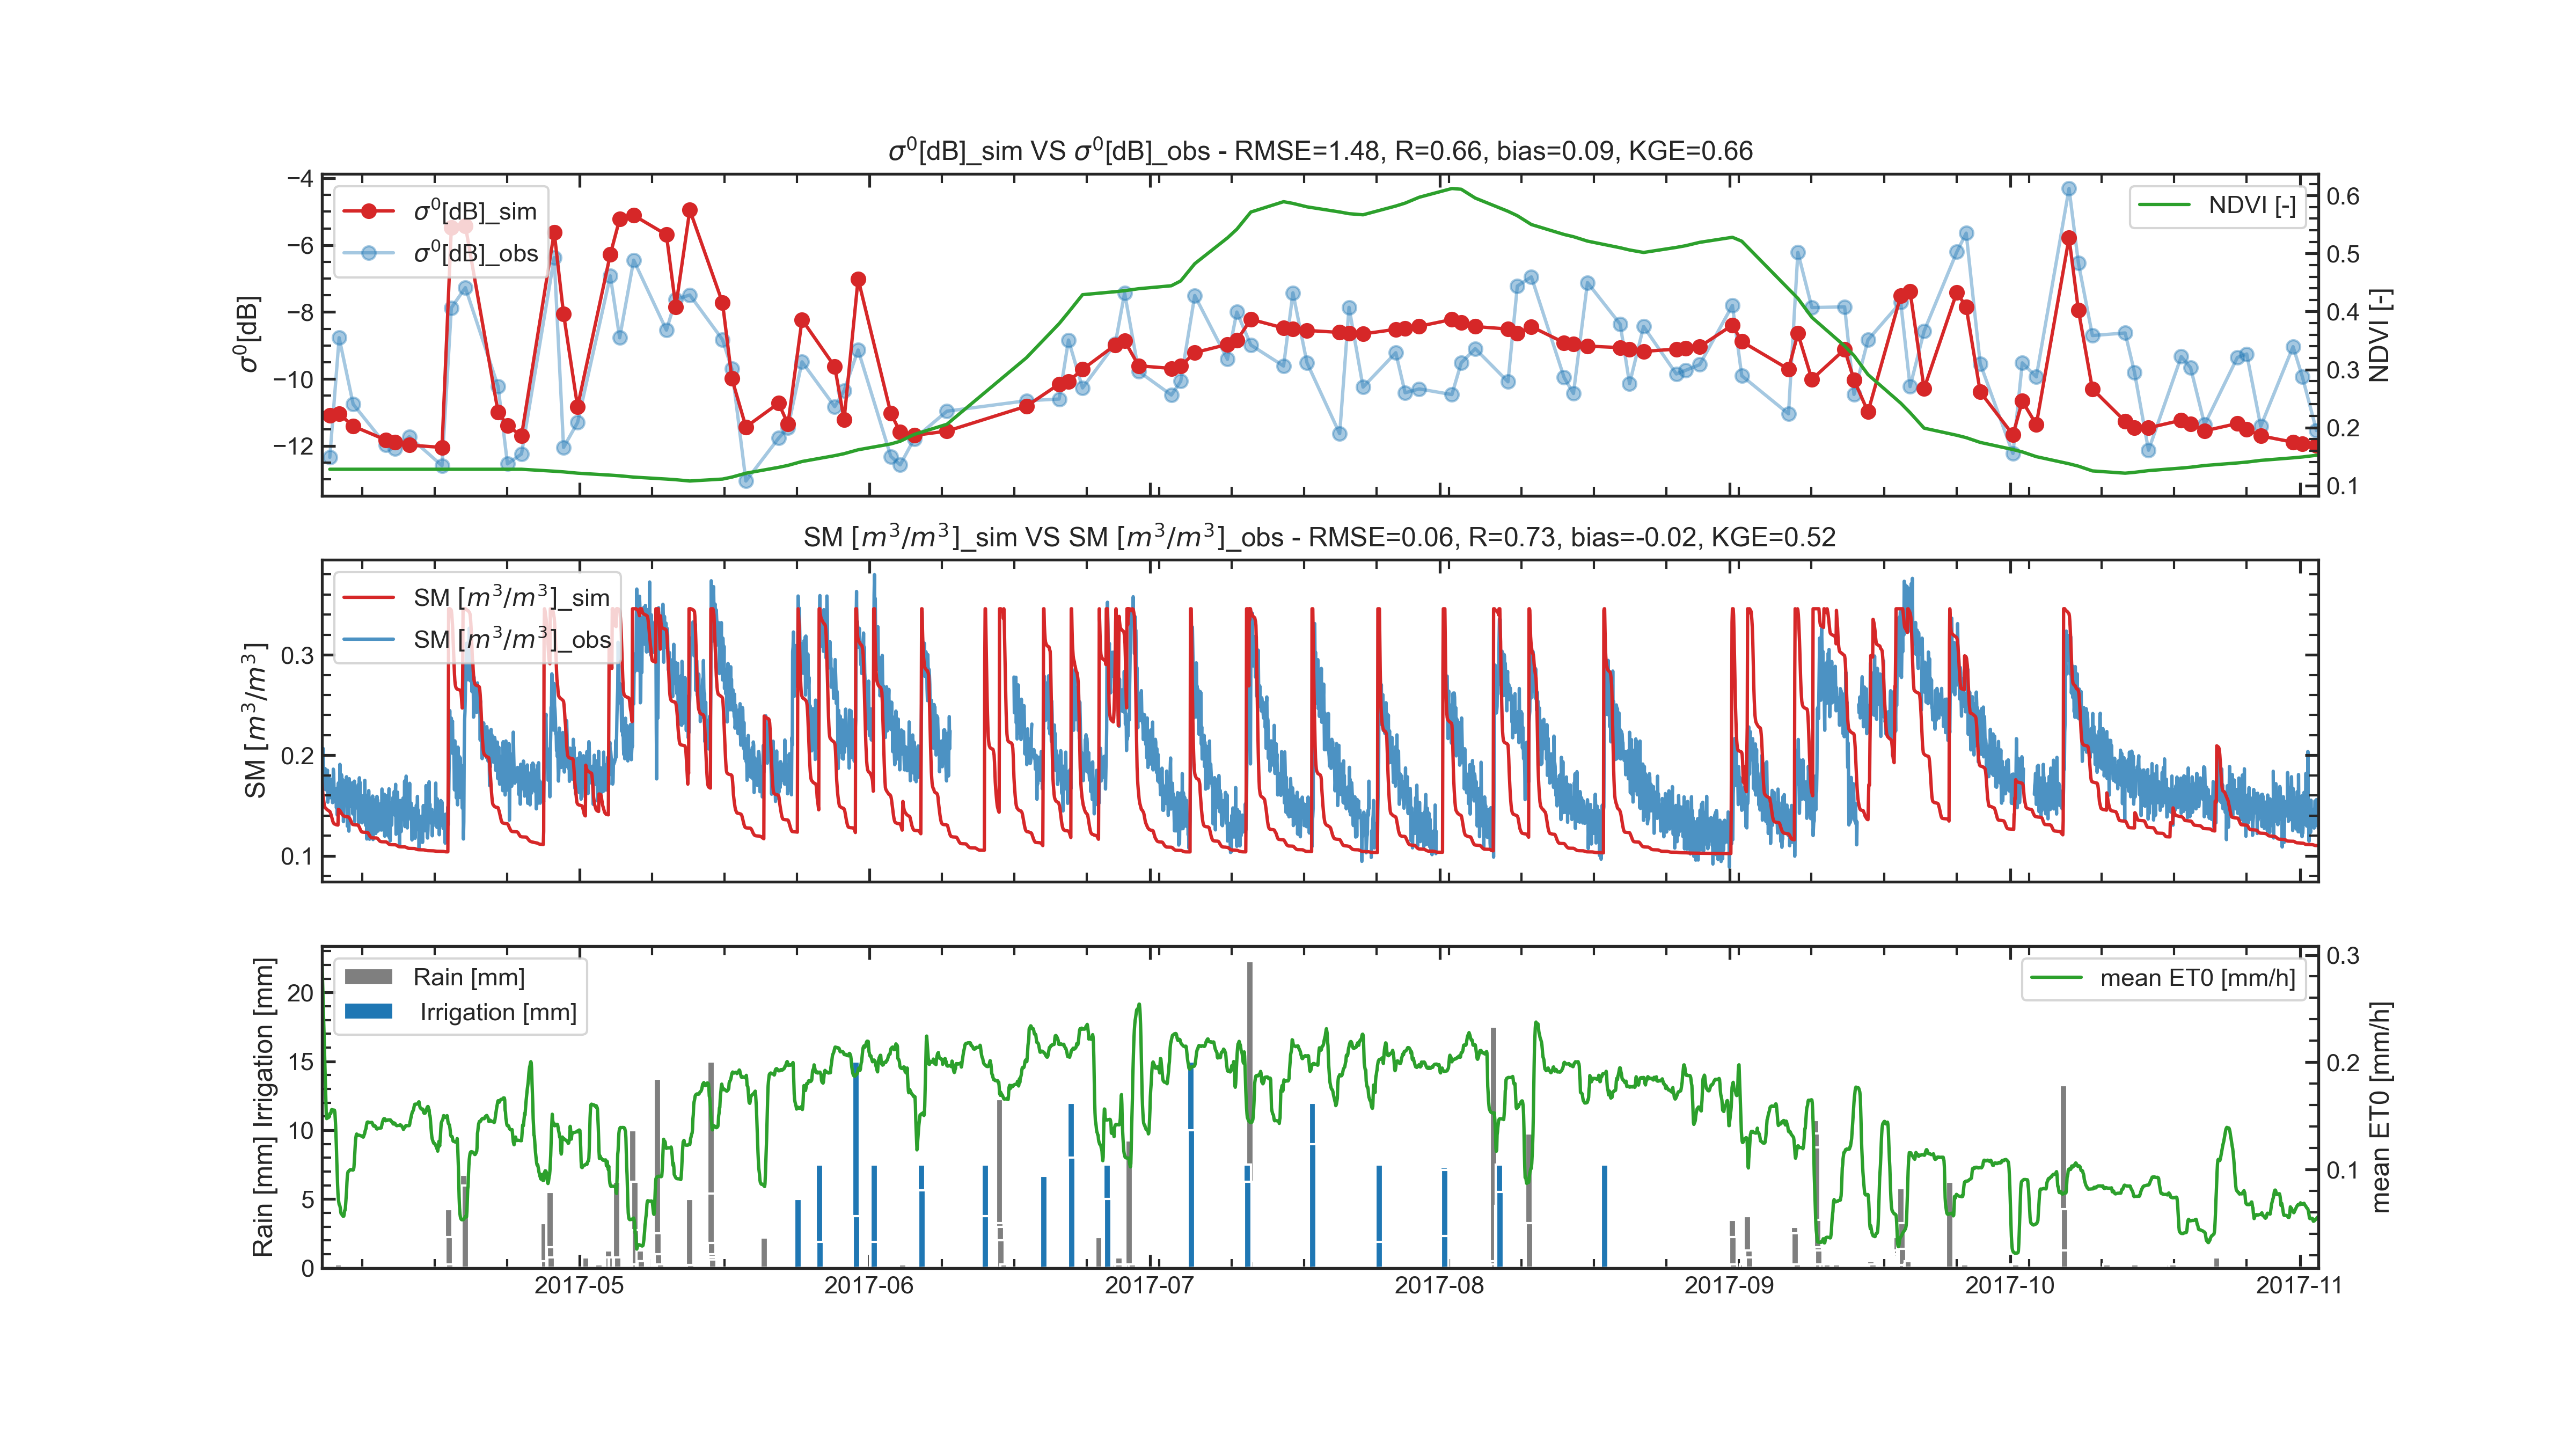 σ⁰[dB]_sim VS σ⁰[dB]_obs - RMSE=1.48, R=0.66, bias=0.09, KGE=0.66
σ⁰[dB]
−4
−6
−8
−10
−12
σ⁰[dB]_sim
σ⁰[dB]_obs
NDVI [-]
0.6
0.5
0.4
0.3
0.2
0.1
NDVI [-]
SM [m³/m³]_sim VS SM [m³/m³]_obs - RMSE=0.06, R=0.73, bias=-0.02, KGE=0.52
SM [m³/m³]
0.3
0.2
0.1
SM [m³/m³]_sim
SM [m³/m³]_obs
Rain [mm] Irrigation [mm]
20
15
10
5
0
Rain [mm]
Irrigation [mm]
mean ET0 [mm/h]
0.3
0.2
0.1
mean ET0 [mm/h]
2017-05 2017-06 2017-07 2017-08 2017-09 2017-10 2017-11